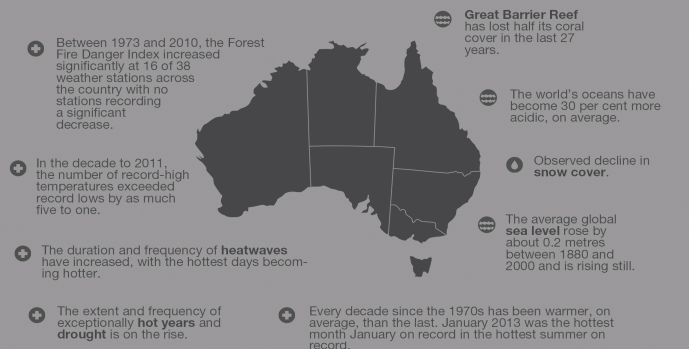 Great Barrier Reef
has lost half its coral
cover in the last 27
years.
Between 1973 and 2010, the Forest
Fire Danger Index increased
significantly at 16 of 38
weather stations across
the country with no
stations recording
a significant
decrease.
The world's oceans have
become 30 per cent more
acidic, on average.
In the decade to 2011,
the number of record-high
temperatures exceeded
record lows by as much
five to one.
Observed decline in
snow cover.
The average global
sea level rose by
about 0.2 metres
between 1880 and
2000 and is rising still.
The duration and frequency of heatwaves
have increased, with the hottest days becom-
ing hotter.
The extent and frequency of
exceptionally hot years and
drought is on the rise.
Every decade since the 1970s has been warmer, on
average, than the last. January 2013 was the hottest
month January on record in the hottest summer on
record.